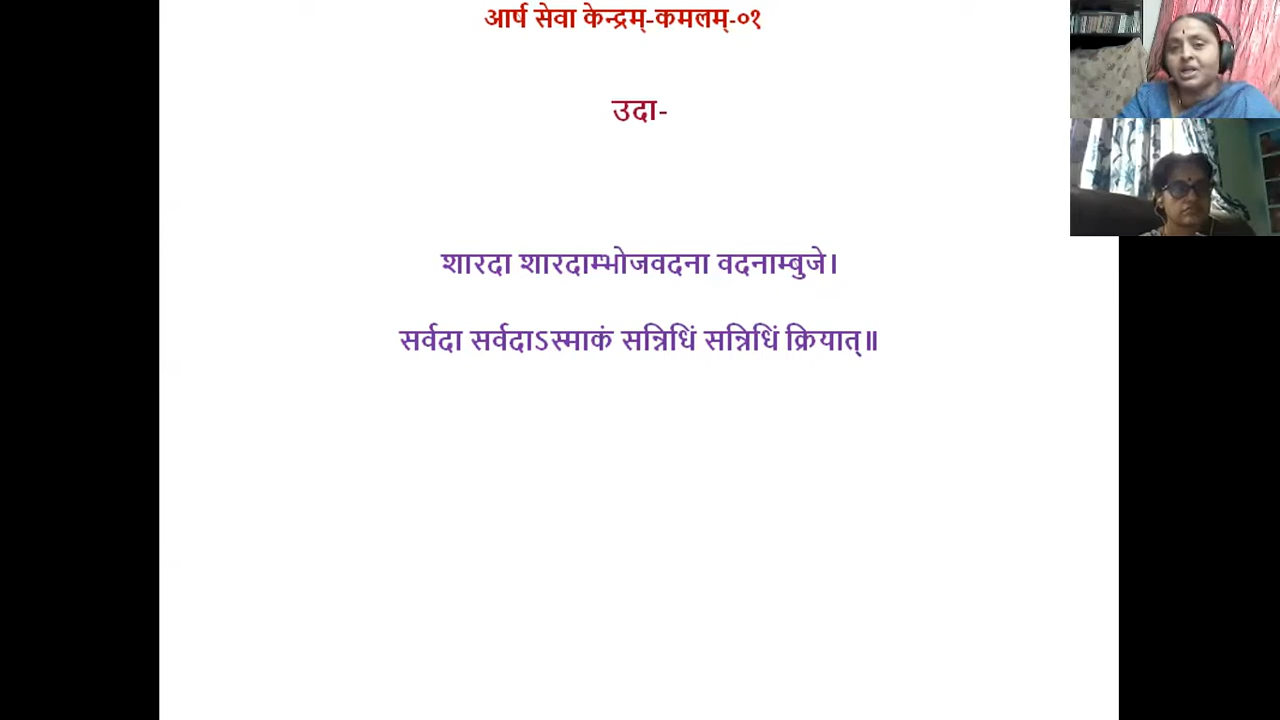 आर्ष सेवा केन्द्रम्-कमलम्-०१
उदा-
शारदा शारदाम्भोजवदना वदनाम्बुजे।
सर्वदा सर्वदाऽस्माकं सन्निधिं सन्निधिं क्रियात्॥